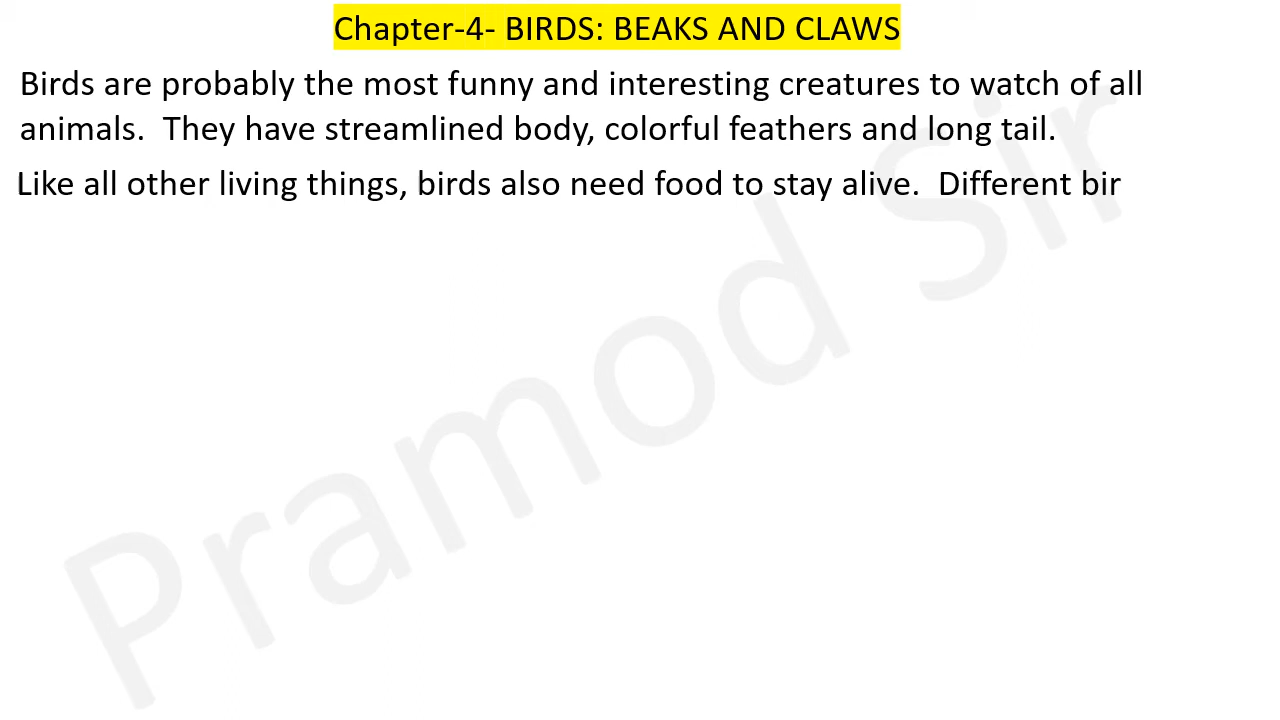 Chapter-4- BIRDS: BEAKS AND CLAWS
Birds are probably the most funny and interesting creatures to watch of all
animals.  They have streamlined body, colorful feathers and long tail.
Like all other living things, birds also need food to stay alive.  Different bir
Pramod Sir